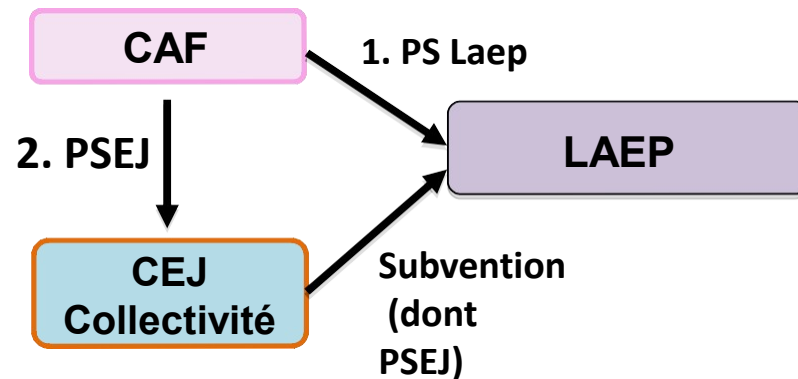 CAF
1. PS Laep
2. PSEJ
LAEP
CEJ
Collectivité
Subvention
(dont
PSEJ)